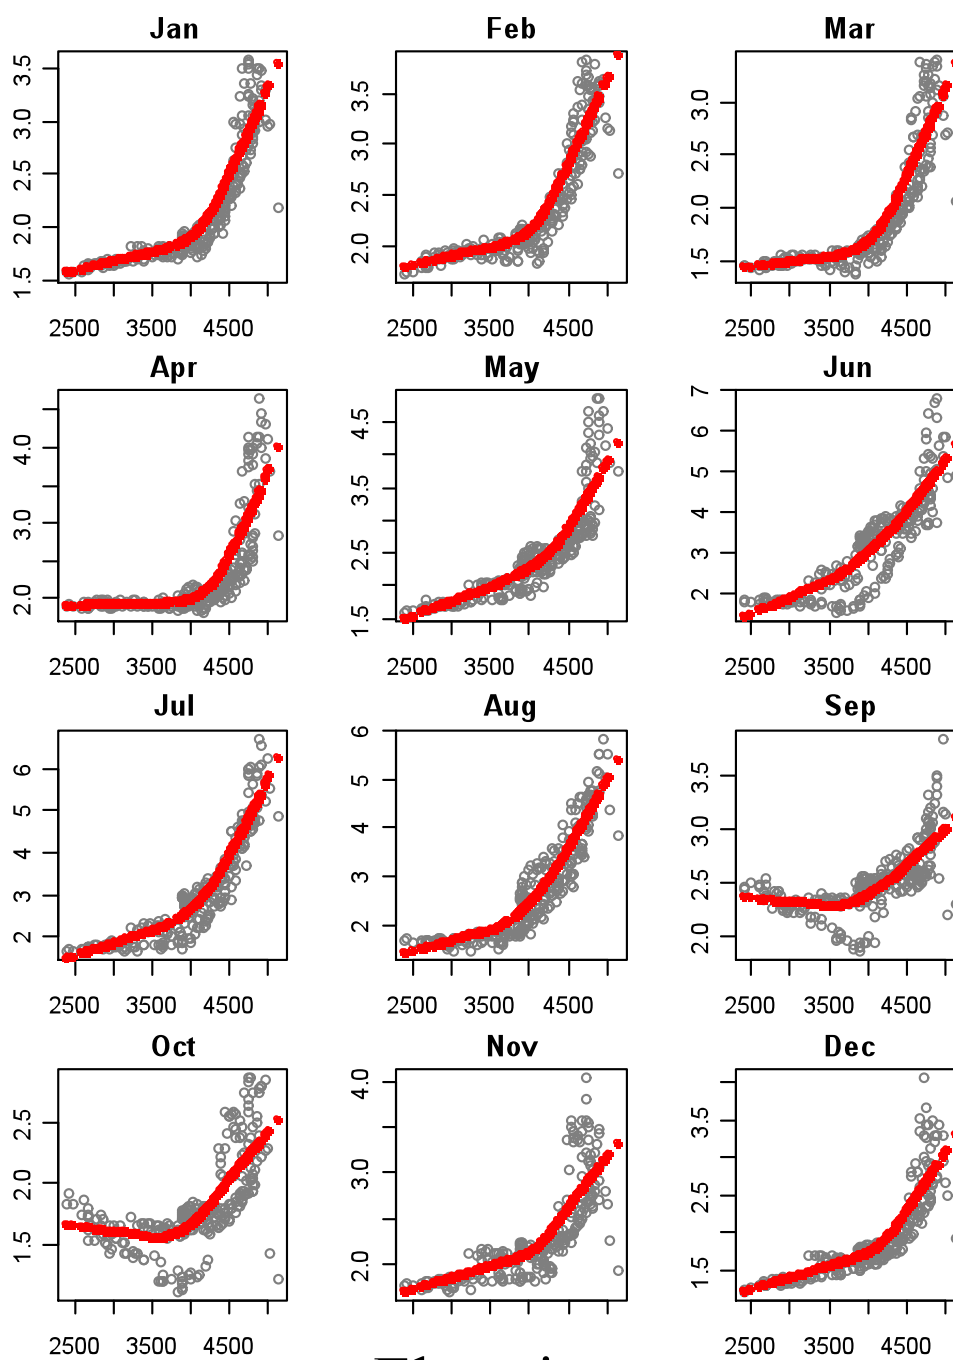 Jan Feb Mar
3.5 3.0 2.5 2.0 1.5
3.5 3.0 2.5 2.0
3.0 2.5 2.0 1.5
2500 3500 4500 2500 3500 4500 2500 3500 4500
Apr May Jun
4.0 3.0 2.0
4.5 3.5 2.5 1.5
7 6 5 4 3 2
2500 3500 4500 2500 3500 4500 2500 3500 4500
Jul Aug Sep
6 5 4 3 2
6 5 4 3 2
3.5 3.0 2.5 2.0
2500 3500 4500 2500 3500 4500 2500 3500 4500
Oct Nov Dec
2.5 2.0 1.5
4.0 3.0 2.0
3.5 2.5 1.5
2500 3500 4500 2500 3500 4500 2500 3500 4500